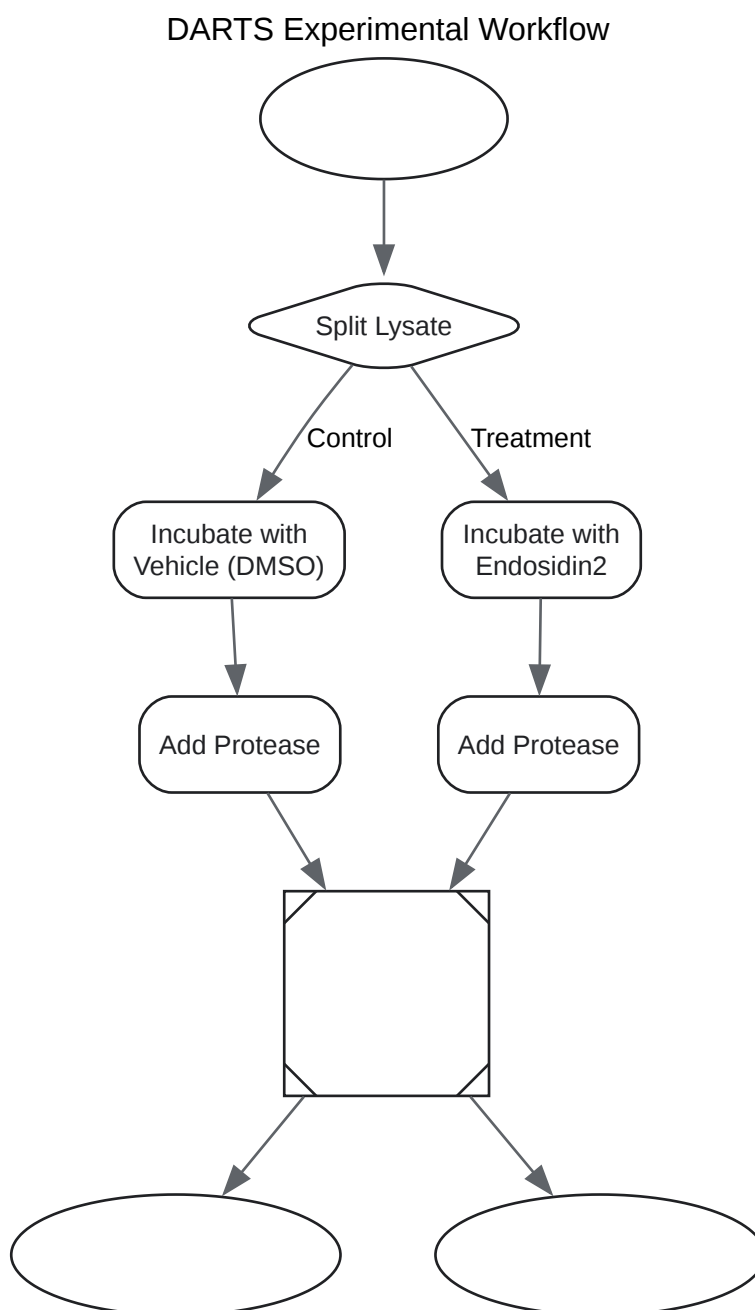 DARTS Experimental Workflow
Split Lysate
Control
Treatment
Incubate with
Vehicle (DMSO)
Incubate with
Endosidin2
Add Protease
Add Protease